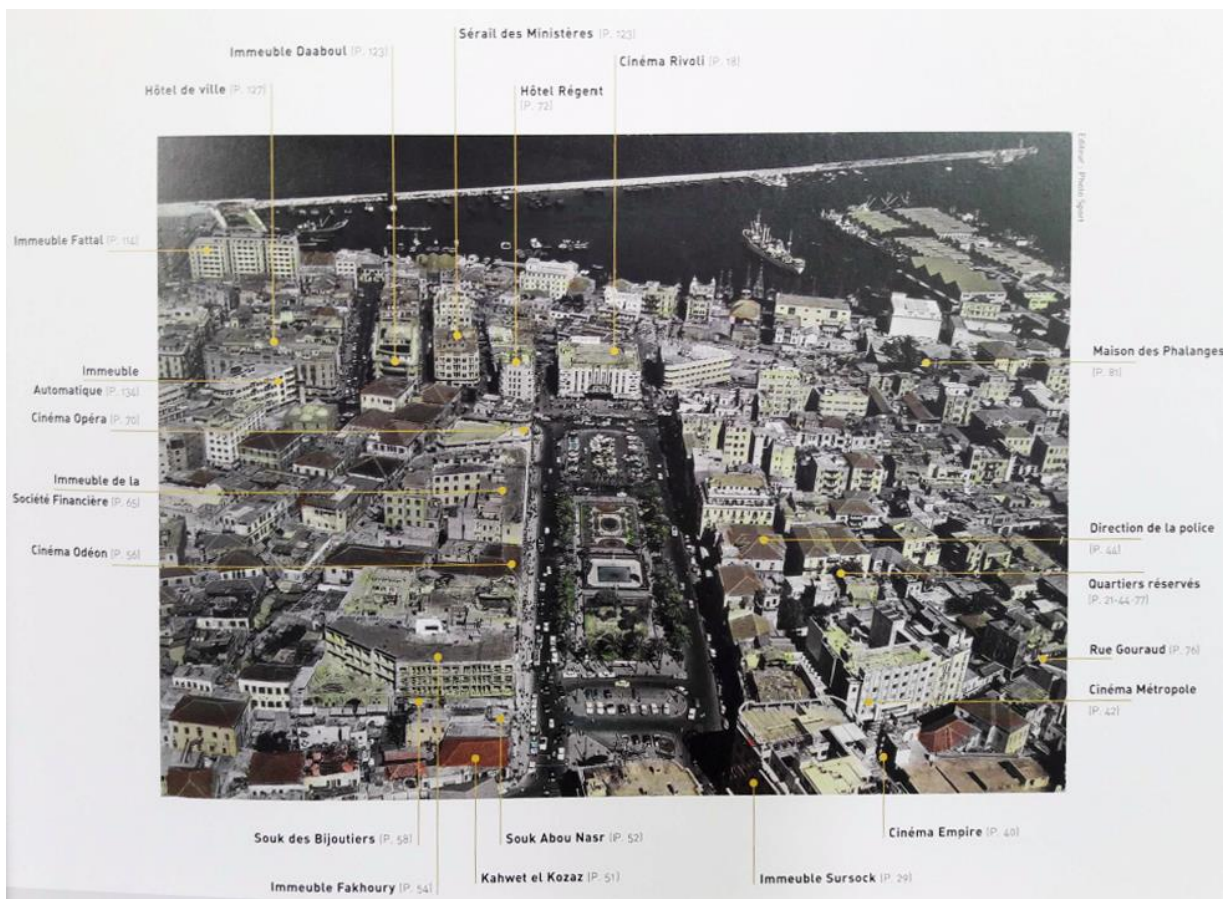 Sérail des Ministères (P. 123)
Immeuble Daaboul (P. 123)
Cinéma Rivoli (P. 18)
Hôtel de ville (P. 127)
Hôtel Régent
(P. 72)
Editeur : Photo Sport
Immeuble Fattal (P. 114)
Maison des Phalanges
(P. 81)
Immeuble
Automatique (P. 134)
Cinéma Opéra (P. 70)
Immeuble de la
Société Financière (P. 65)
Direction de la police
(P. 44)
Cinéma Odéon (P. 56)
Quartiers réservés
(P. 21-44-77)
Rue Gouraud (P. 76)
Cinéma Métropole
(P. 42)
Souk des Bijoutiers (P. 58)
Souk Abou Nasr (P. 52)
Cinéma Empire (P. 40)
Immeuble Fakhoury (P. 54)
Kahwet el Kozaz (P. 51)
Immeuble Sursock (P. 29)